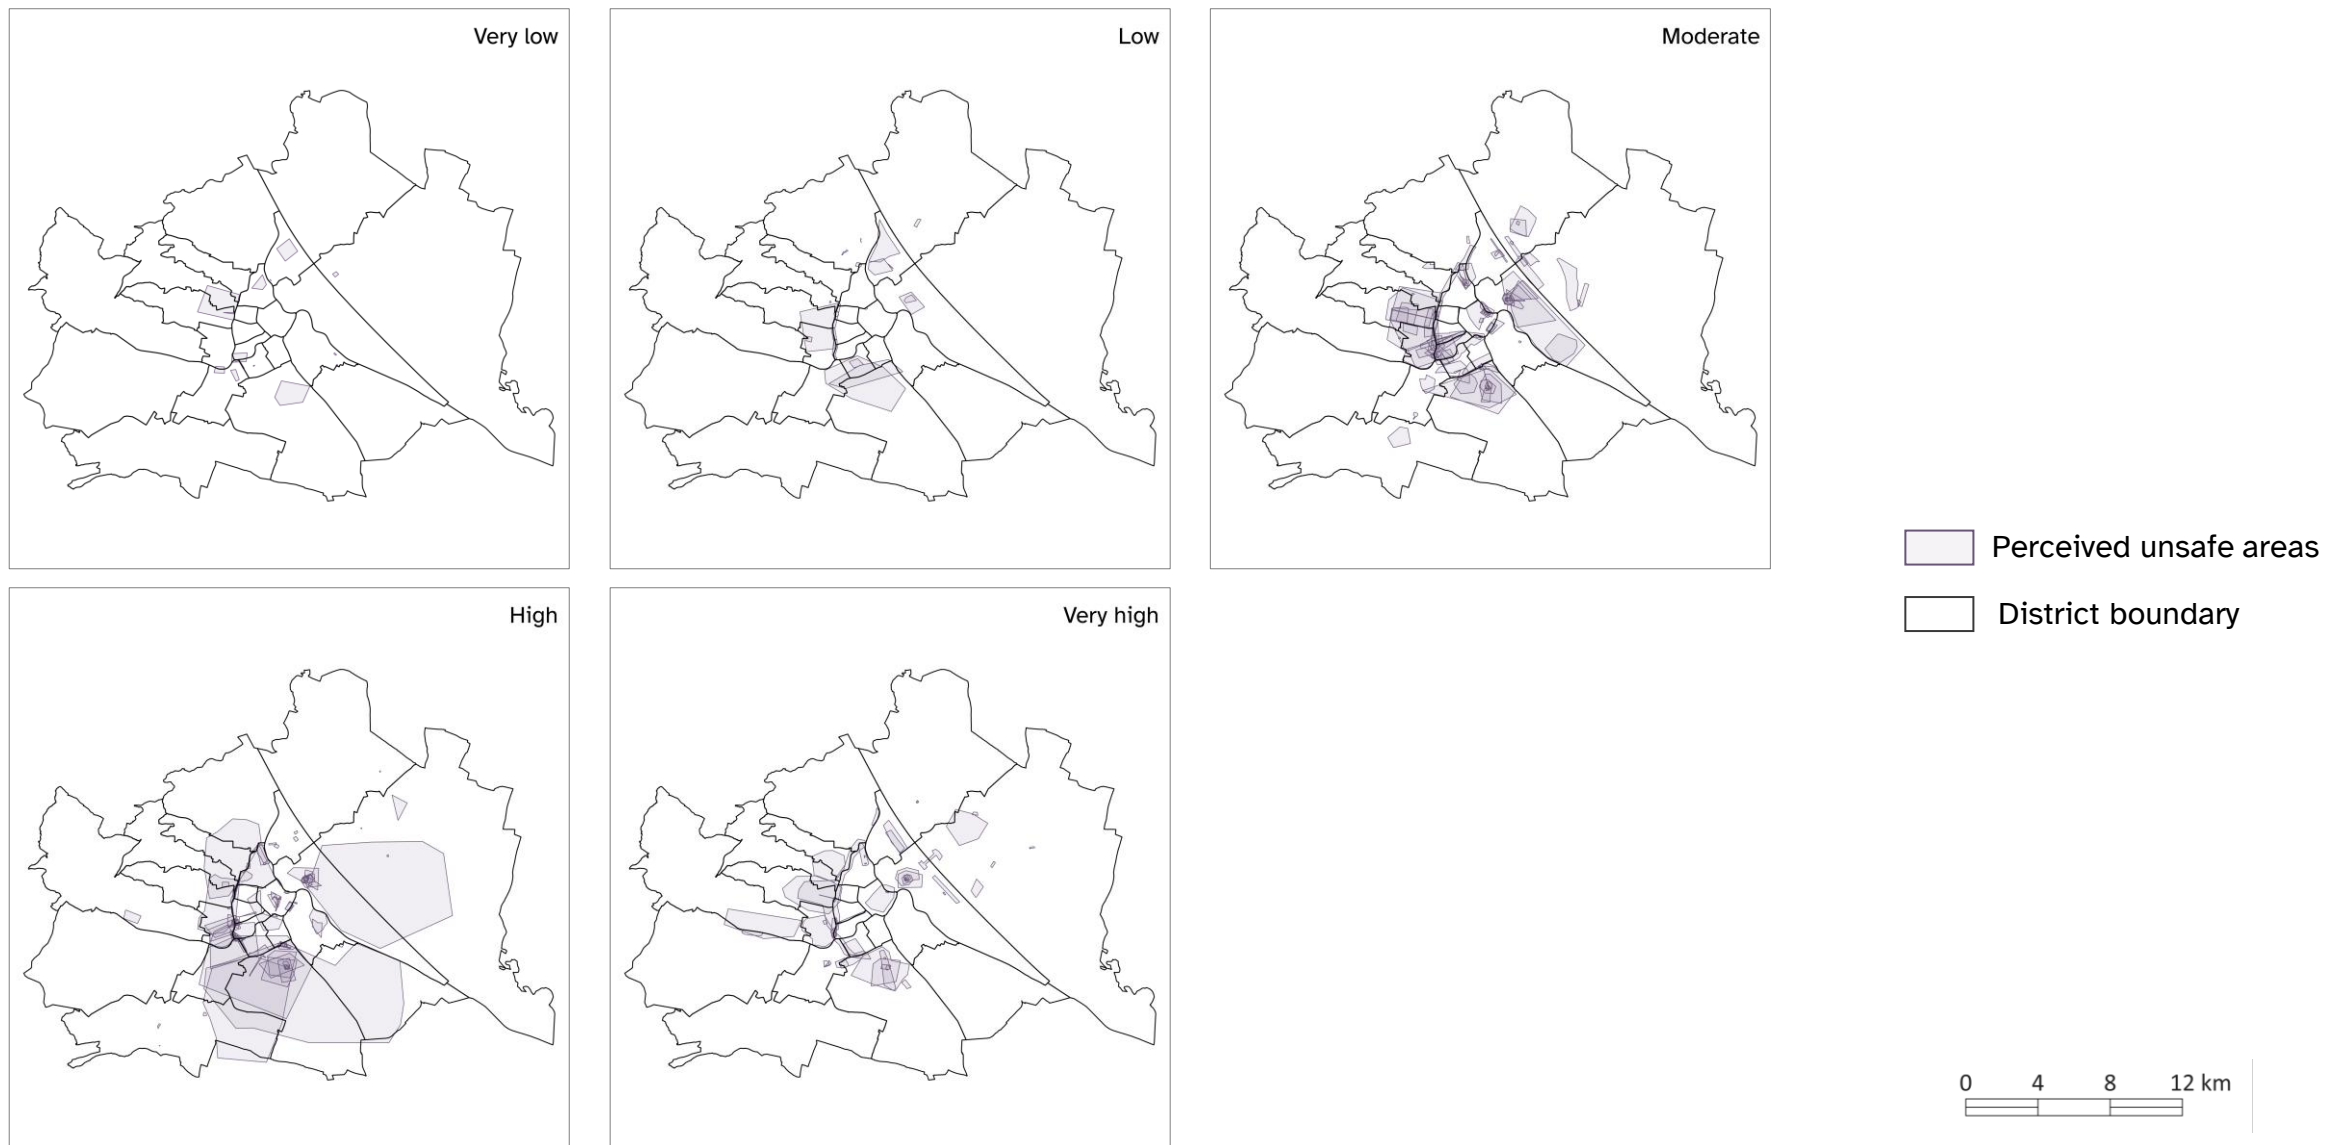 Very low
Low
Moderate
Perceived unsafe areas
District boundary
High
Very high
0 4 8 12 km